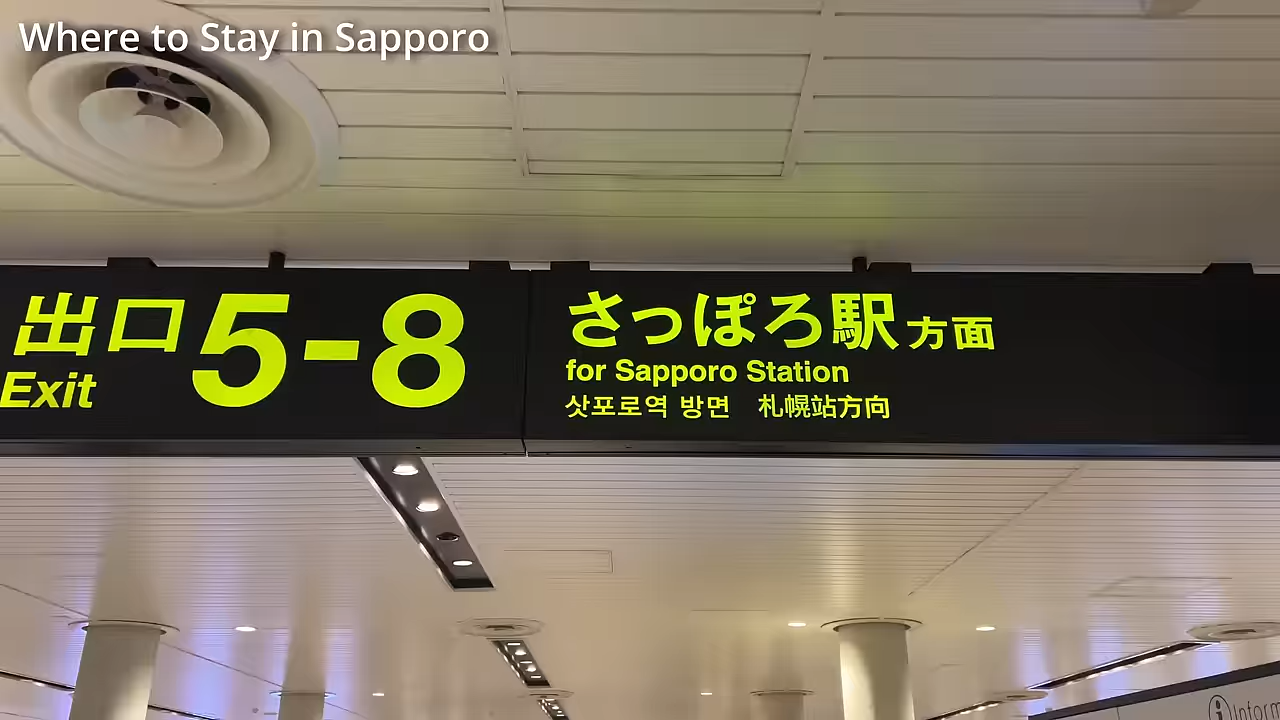 Where to Stay in Sapporo
出口 5-8
Exit
さっぽろ駅方面
for Sapporo Station
삿포로역 방면 札幌站方向